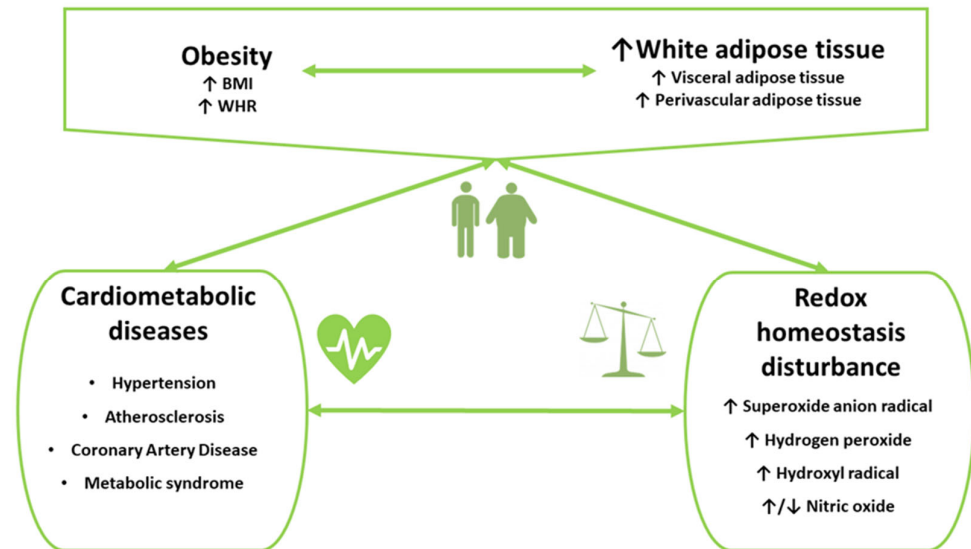 Obesity
↑ BMI
↑ WHR
↑White adipose tissue
↑ Visceral adipose tissue
↑ Perivascular adipose tissue
Cardiometabolic
diseases
• Hypertension
• Atherosclerosis
• Coronary Artery Disease
• Metabolic syndrome
Redox
homeostasis
disturbance
↑ Superoxide anion radical
↑ Hydrogen peroxide
↑ Hydroxyl radical
↑/↓ Nitric oxide